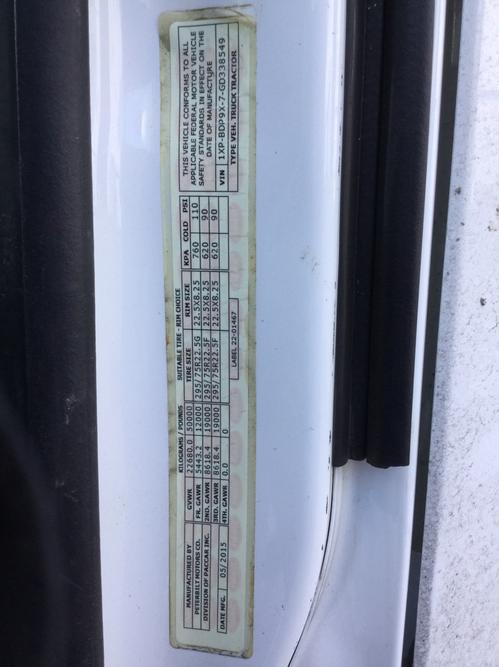 MANUFACTURED BY
PETERBILT MOTORS CO.
DIVISION OF PACCAR INC.
DATE MFG. 05/2015
KILOGRAMS / POUNDS
GVWR 22680.0 50000
FR. GAWR 5443.2 12000
2ND. GAWR 8618.4 19000
3RD. GAWR 8618.4 19000
4TH. GAWR 0.0 0
SUITABLE TIRE - RIM CHOICE
TIRE SIZE RIM SIZE KPA COLD PSI
295/75R22.5G 22.5X8.25 760 110
295/75R22.5F 22.5X8.25 620 90
295/75R22.5F 22.5X8.25 620 90
LABEL 22-01467
THIS VEHICLE CONFORMS TO ALL
APPLICABLE FEDERAL MOTOR VEHICLE
SAFETY STANDARDS IN EFFECT ON THE
DATE OF MANUFACTURE
VIN 1XP-BDP9X-7-GD338549
TYPE VEH. TRUCK TRACTOR